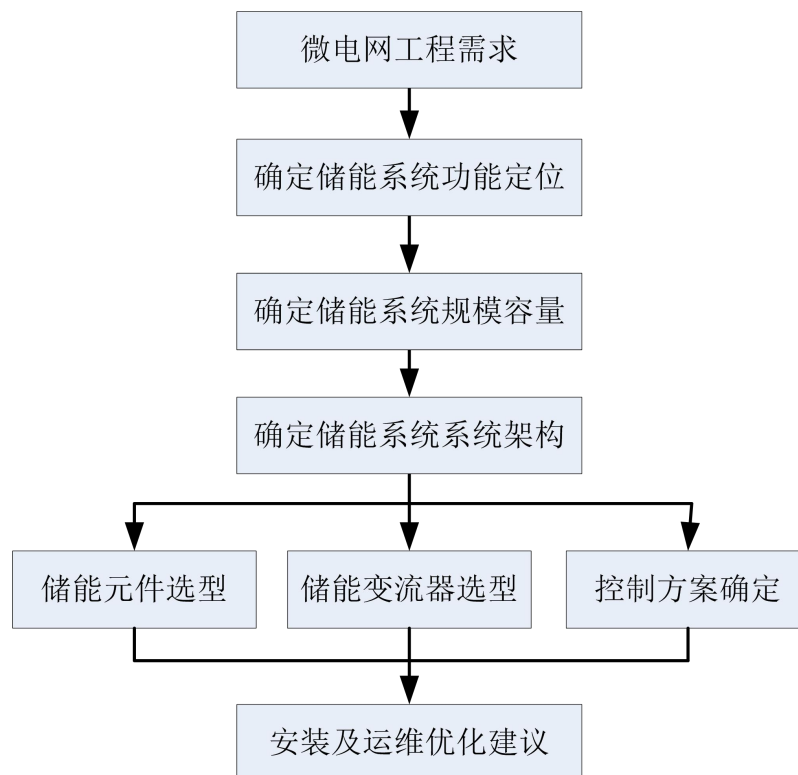 微电网工程需求
确定储能系统功能定位
确定储能系统规模容量
确定储能系统系统架构
储能元件选型
储能变流器选型
控制方案确定
安装及运维优化建议